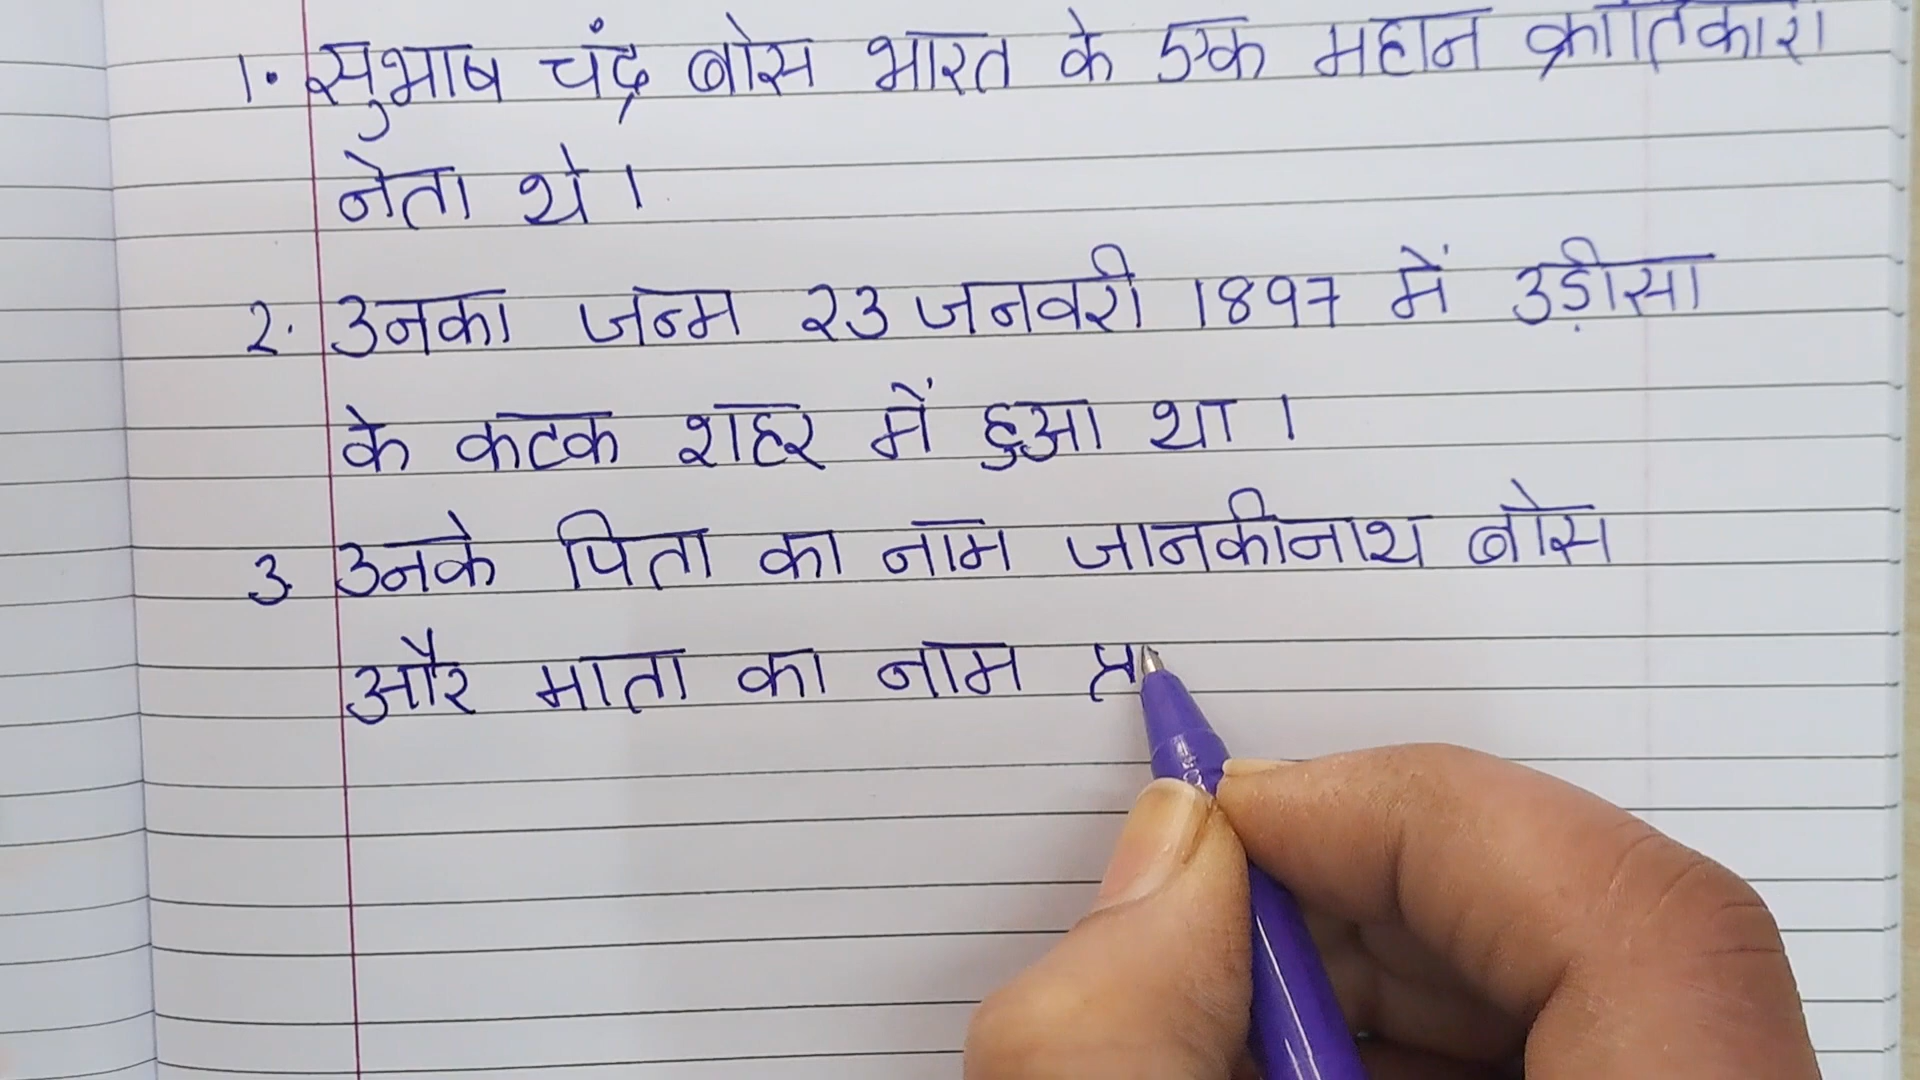 1. सुभाष चंद्र बोस भारत के एक महान क्रांतिकारी
नेता थे।
2. उनका जन्म 23 जनवरी 1897 में उड़ीसा
के कटक शहर में हुआ था।
3 उनके पिता का नाम जानकीनाथ बोस
और माता का नाम प्र